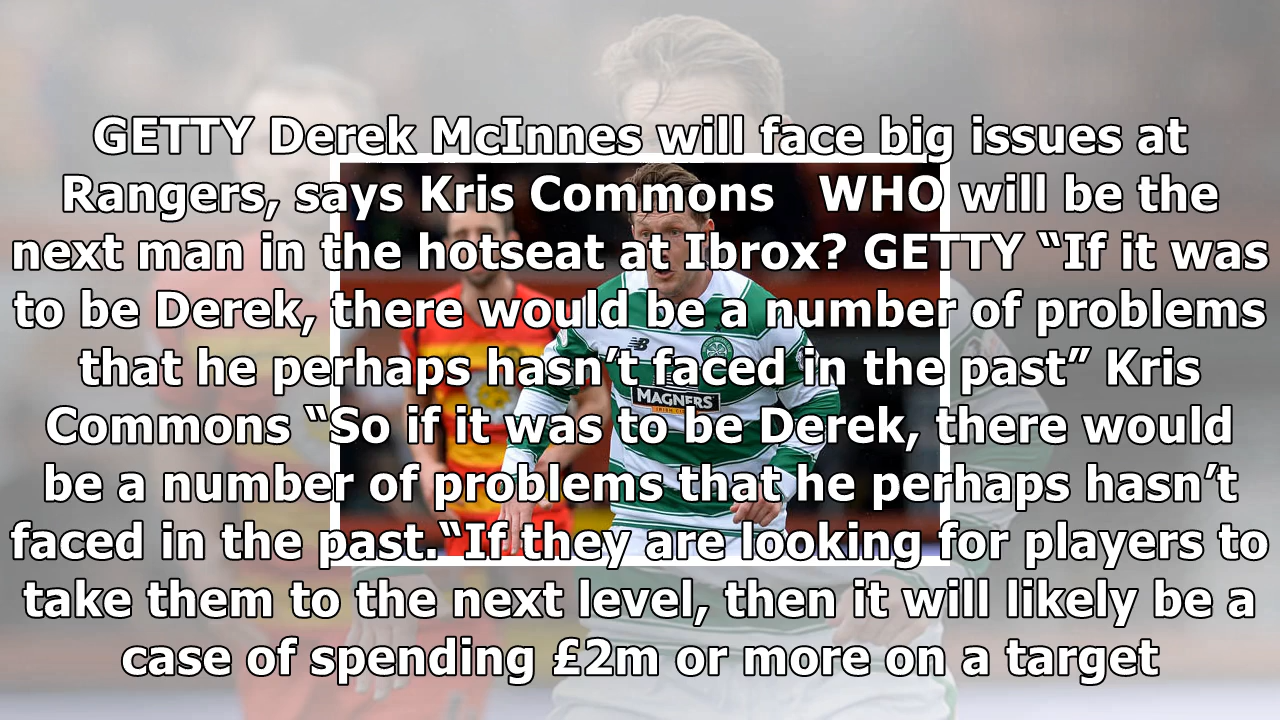 GETTY Derek McInnes will face big issues at
Rangers, says Kris Commons   WHO will be the
next man in the hotseat at Ibrox? GETTY “If it was
to be Derek, there would be a number of problems
that he perhaps hasn’t faced in the past” Kris
Commons “So if it was to be Derek, there would
be a number of problems that he perhaps hasn’t
faced in the past.“If they are looking for players to
take them to the next level, then it will likely be a
case of spending £2m or more on a target
MAGNERS